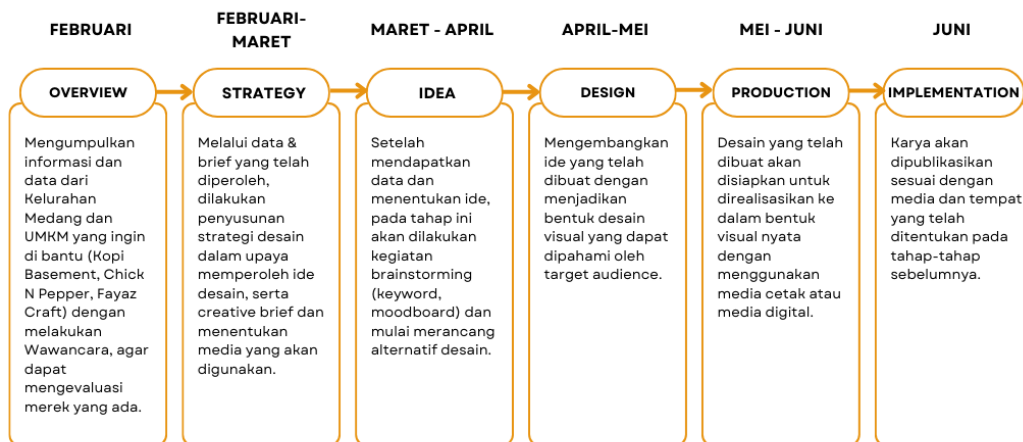 FEBRUARI
FEBRUARI-
MARET
MARET - APRIL
APRIL-MEI
MEI - JUNI
JUNI
OVERVIEW
STRATEGY
IDEA
DESIGN
PRODUCTION
IMPLEMENTATION
Mengumpulkan
informasi dan
data dari
Kelurahan
Medang dan
UMKM yang ingin
di bantu (Kopi
Basement, Chick
N Pepper, Fayaz
Craft) dengan
melakukan
Wawancara, agar
dapat
mengevaluasi
merek yang ada.
Melalui data &
brief yang telah
diperoleh,
dilakukan
penyusunan
strategi desain
dalam upaya
memperoleh ide
desain, serta
creative brief dan
menentukan
media yang akan
digunakan.
Setelah
mendapatkan
data dan
menentukan ide,
pada tahap ini
akan dilakukan
kegiatan
brainstorming
(keyword,
moodboard) dan
mulai merancang
alternatif desain.
Mengembangkan
ide yang telah
dibuat dengan
menjadikan
bentuk desain
visual yang dapat
dipahami oleh
target audience.
Desain yang telah
dibuat akan
disiapkan untuk
direalisasikan ke
dalam bentuk
visual nyata
dengan
menggunakan
media cetak atau
media digital.
Karya akan
dipublikasikan
sesuai dengan
media dan tempat
yang telah
ditentukan pada
tahap-tahap
sebelumnya.